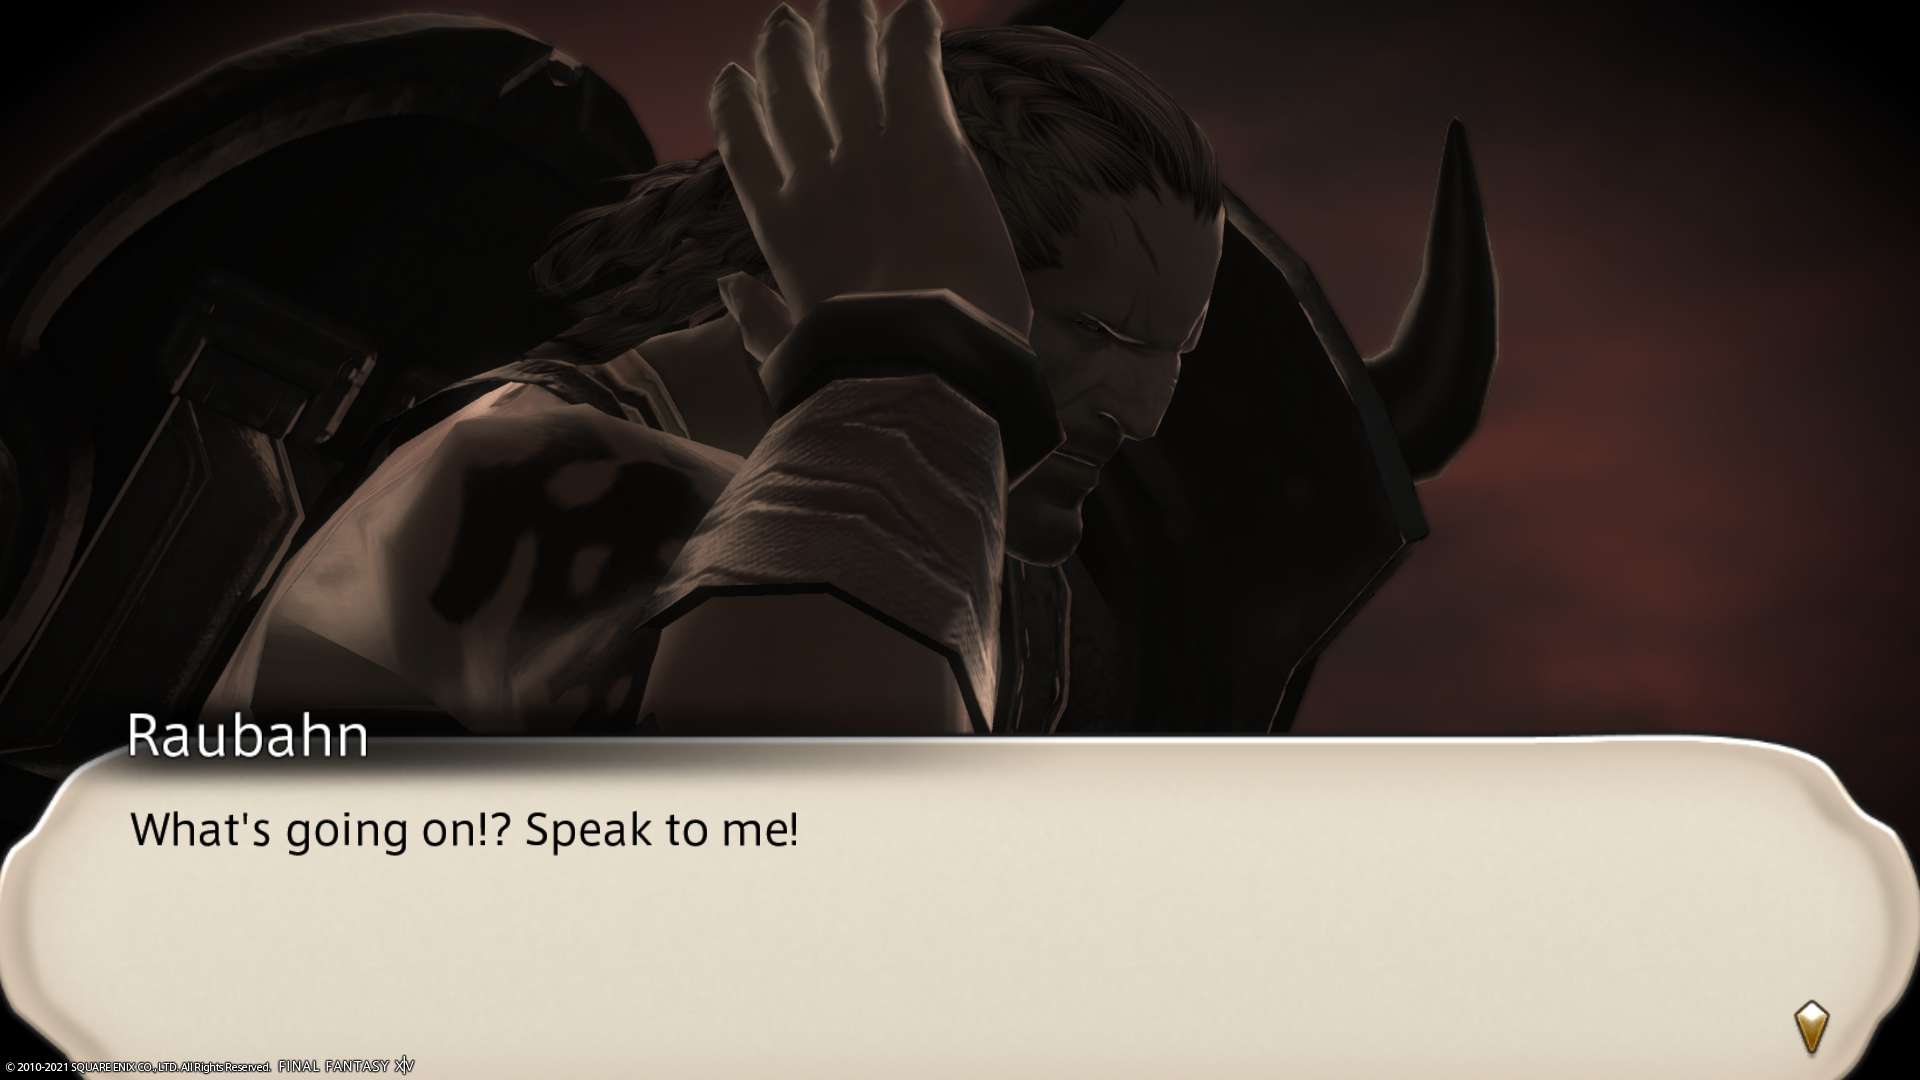 Raubahn
What's going on!? Speak to me!
© 2010-2021 SQUARE ENIX CO., LTD. All Rights Reserved. FINAL FANTASY XIV